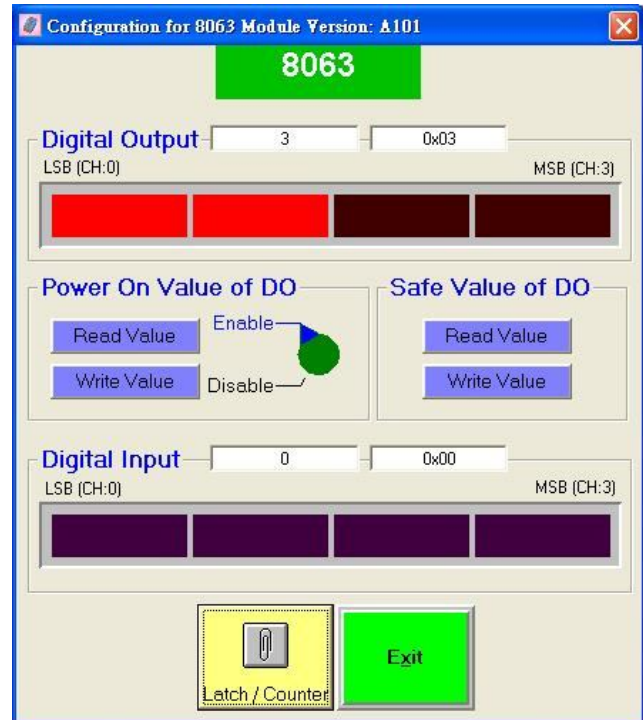 Configuration for 8063 Module Version: A101
8063
Digital Output 3 0x03
LSB (CH:0) MSB (CH:3)
Power On Value of DO
Read Value
Write Value
Enable
Disable
Safe Value of DO
Read Value
Write Value
Digital Input 0 0x00
LSB (CH:0) MSB (CH:3)
Latch / Counter
Exit